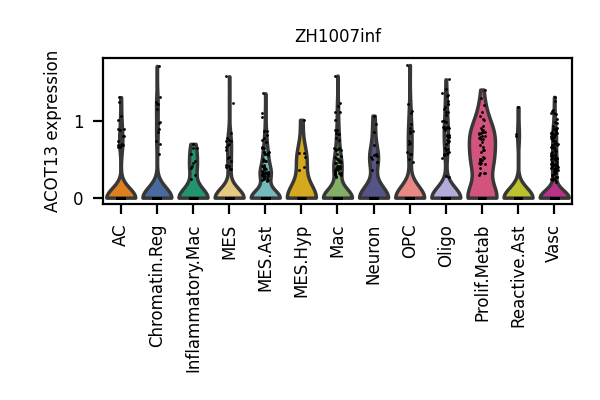 ZH1007inf
ACOT13 expression
1
0
AC
Chromatin.Reg
Inflammatory.Mac
MES
MES.Ast
MES.Hyp
Mac
Neuron
OPC
Oligo
Prolif.Metab
Reactive.Ast
Vasc